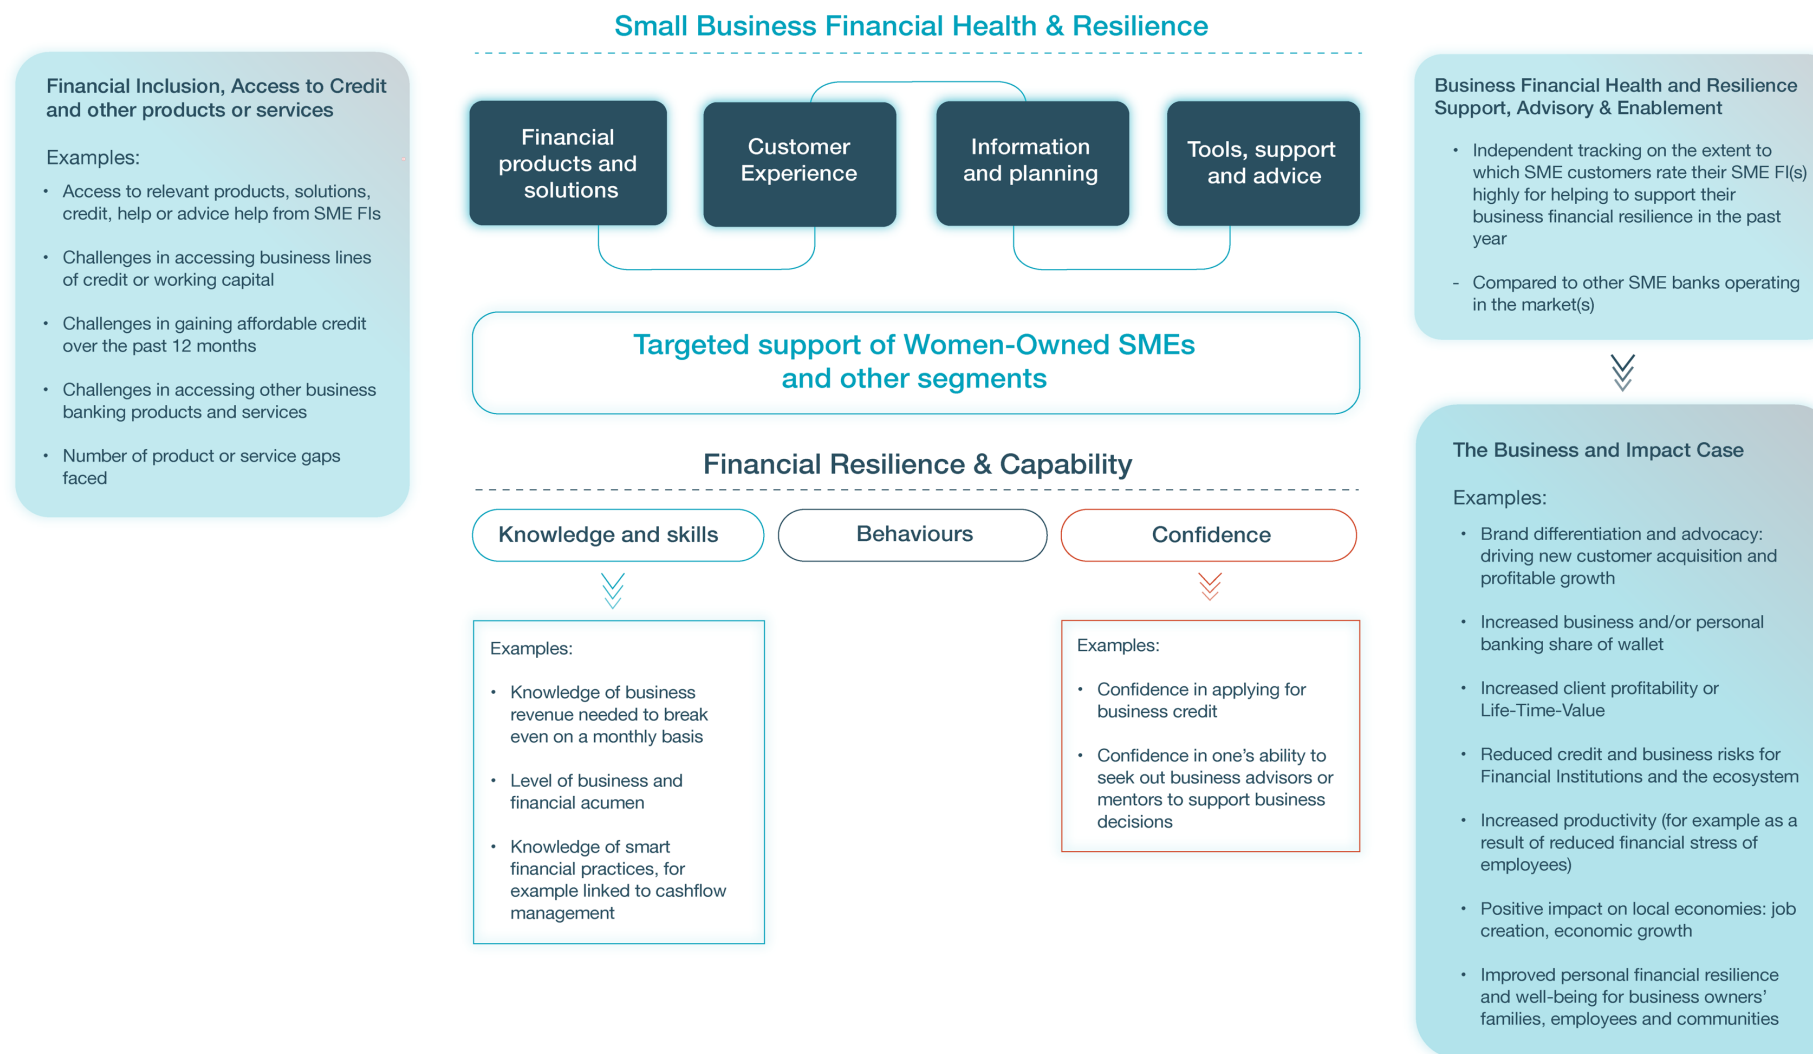 Small Business Financial Health & Resilience
Financial Inclusion, Access to Credit
and other products or services
Examples:
• Access to relevant products, solutions,
credit, help or advice help from SME FIs
• Challenges in accessing business lines
of credit or working capital
• Challenges in gaining affordable credit
over the past 12 months
• Challenges in accessing other business
banking products and services
• Number of product or service gaps
faced
Financial
products and
solutions
Customer
Experience
Information
and planning
Tools, support
and advice
Targeted support of Women-Owned SMEs
and other segments
Financial Resilience & Capability
Knowledge and skills
Behaviours
Confidence
Examples:
• Knowledge of business
revenue needed to break
even on a monthly basis
• Level of business and
financial acumen
• Knowledge of smart
financial practices, for
example linked to cashflow
management
Examples:
• Confidence in applying for
business credit
• Confidence in one's ability to
seek out business advisors or
mentors to support business
decisions
Business Financial Health and Resilience
Support, Advisory & Enablement
• Independent tracking on the extent to
which SME customers rate their SME FI(s)
highly for helping to support their
business financial resilience in the past
year
- Compared to other SME banks operating
in the market(s)
The Business and Impact Case
Examples:
• Brand differentiation and advocacy:
driving new customer acquisition and
profitable growth
• Increased business and/or personal
banking share of wallet
• Increased client profitability or
Life-Time-Value
• Reduced credit and business risks for
Financial Institutions and the ecosystem
• Increased productivity (for example as a
result of reduced financial stress of
employees)
• Positive impact on local economies: job
creation, economic growth
• Improved personal financial resilience
and well-being for business owners'
families, employees and communities